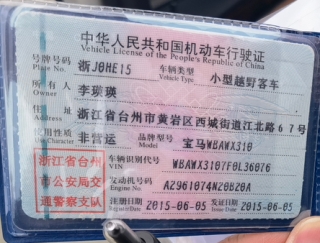 中华人民共和国机动车行驶证
Vehicle License of the People's Republic of China
号牌号码 浙J0HE15 车辆类型 小型越野客车
Plate No. Vehicle Type
所有人 李瑛瑛
Owner
住址 浙江省台州市黄岩区西城街道江北路67号
使用性质 非营运 品牌型号 宝马WBAWX310
车辆识别代号 WBAWX3107F0L36076
VIN
浙江省台州
市公安局交
通警察支队
发动机号码 A2961074N20B20A
Engine No.
注册日期 2015-06-05 发证日期 2015-06-05
Register Date Issue Date